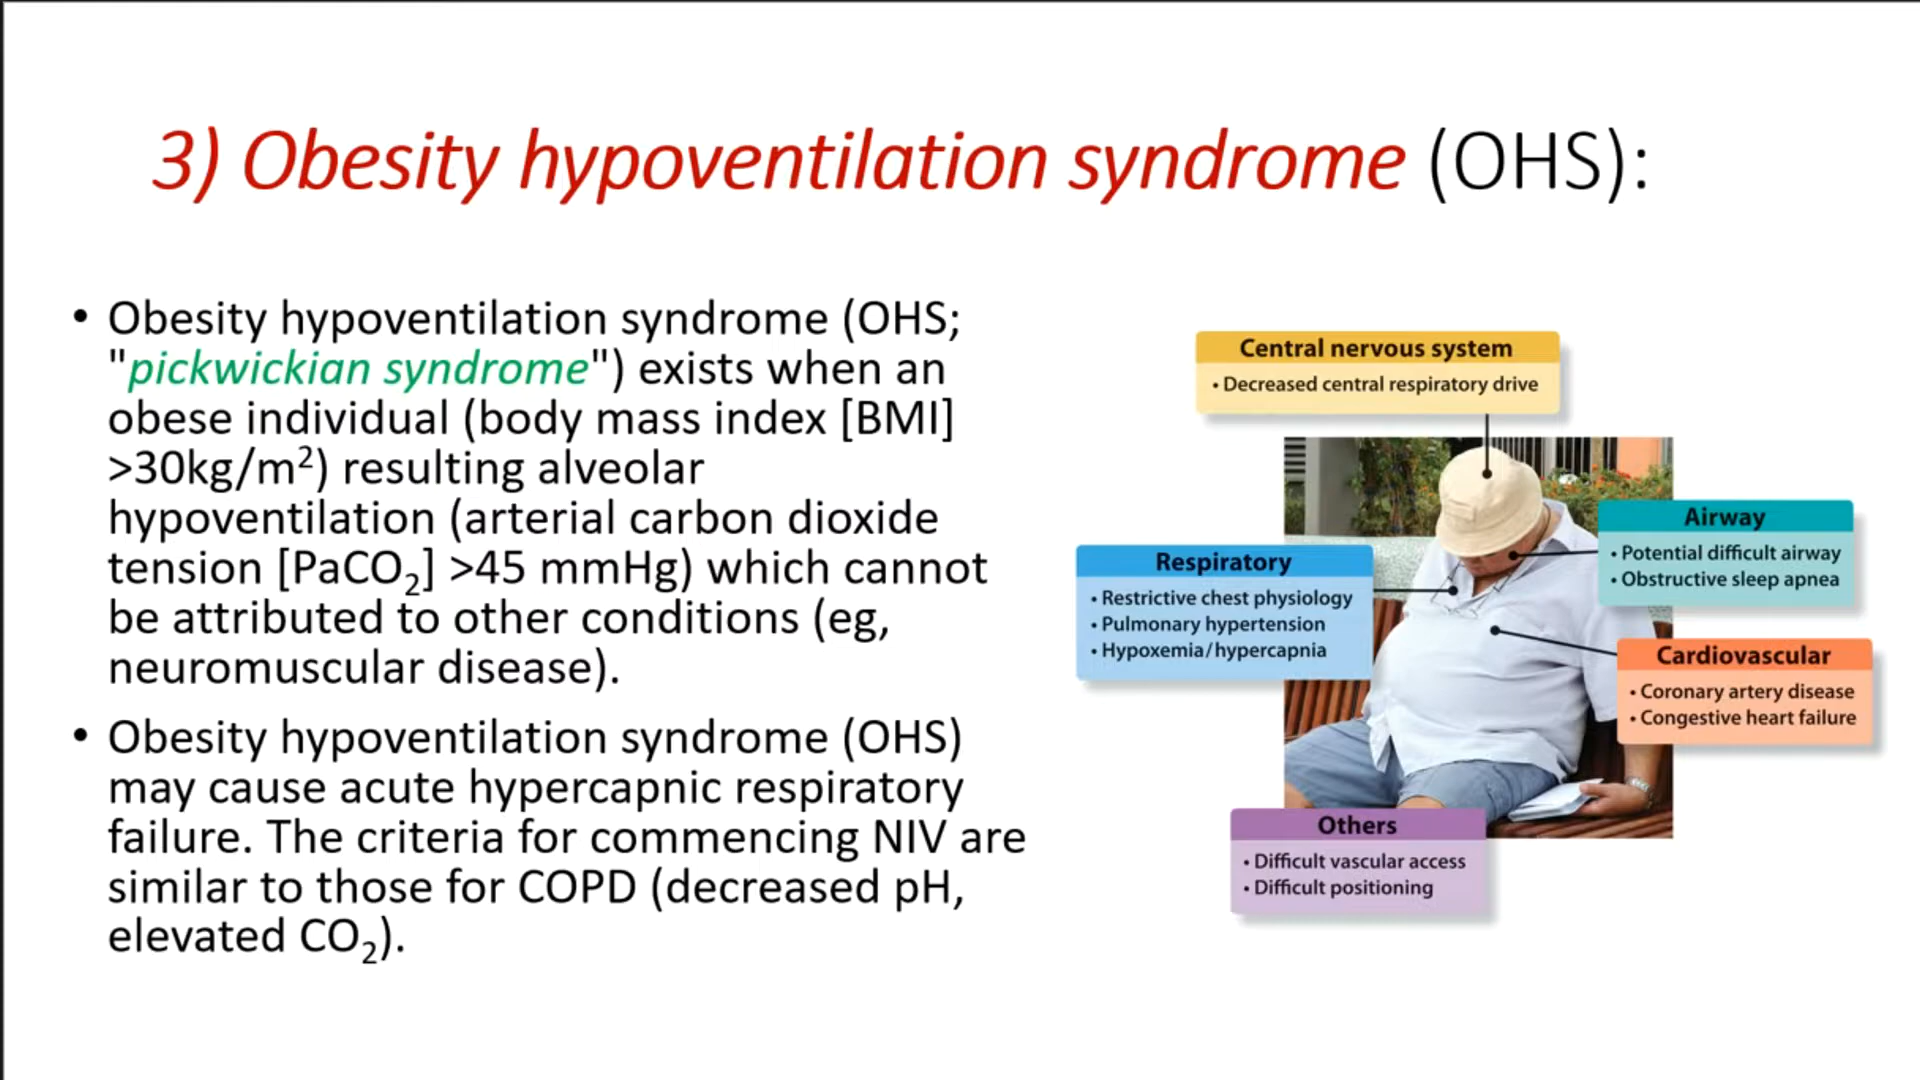 3) Obesity hypoventilation syndrome (OHS):
• Obesity hypoventilation syndrome (OHS;
"pickwickian syndrome") exists when an
obese individual (body mass index [BMI]
>30kg/m²) resulting alveolar
hypoventilation (arterial carbon dioxide
tension [PaCO₂] >45 mmHg) which cannot
be attributed to other conditions (eg,
neuromuscular disease).
• Obesity hypoventilation syndrome (OHS)
may cause acute hypercapnic respiratory
failure. The criteria for commencing NIV are
similar to those for COPD (decreased pH,
elevated CO₂).
Central nervous system
• Decreased central respiratory drive
Airway
• Potential difficult airway
• Obstructive sleep apnea
Respiratory
• Restrictive chest physiology
• Pulmonary hypertension
• Hypoxemia/hypercapnia
Cardiovascular
• Coronary artery disease
• Congestive heart failure
Others
• Difficult vascular access
• Difficult positioning